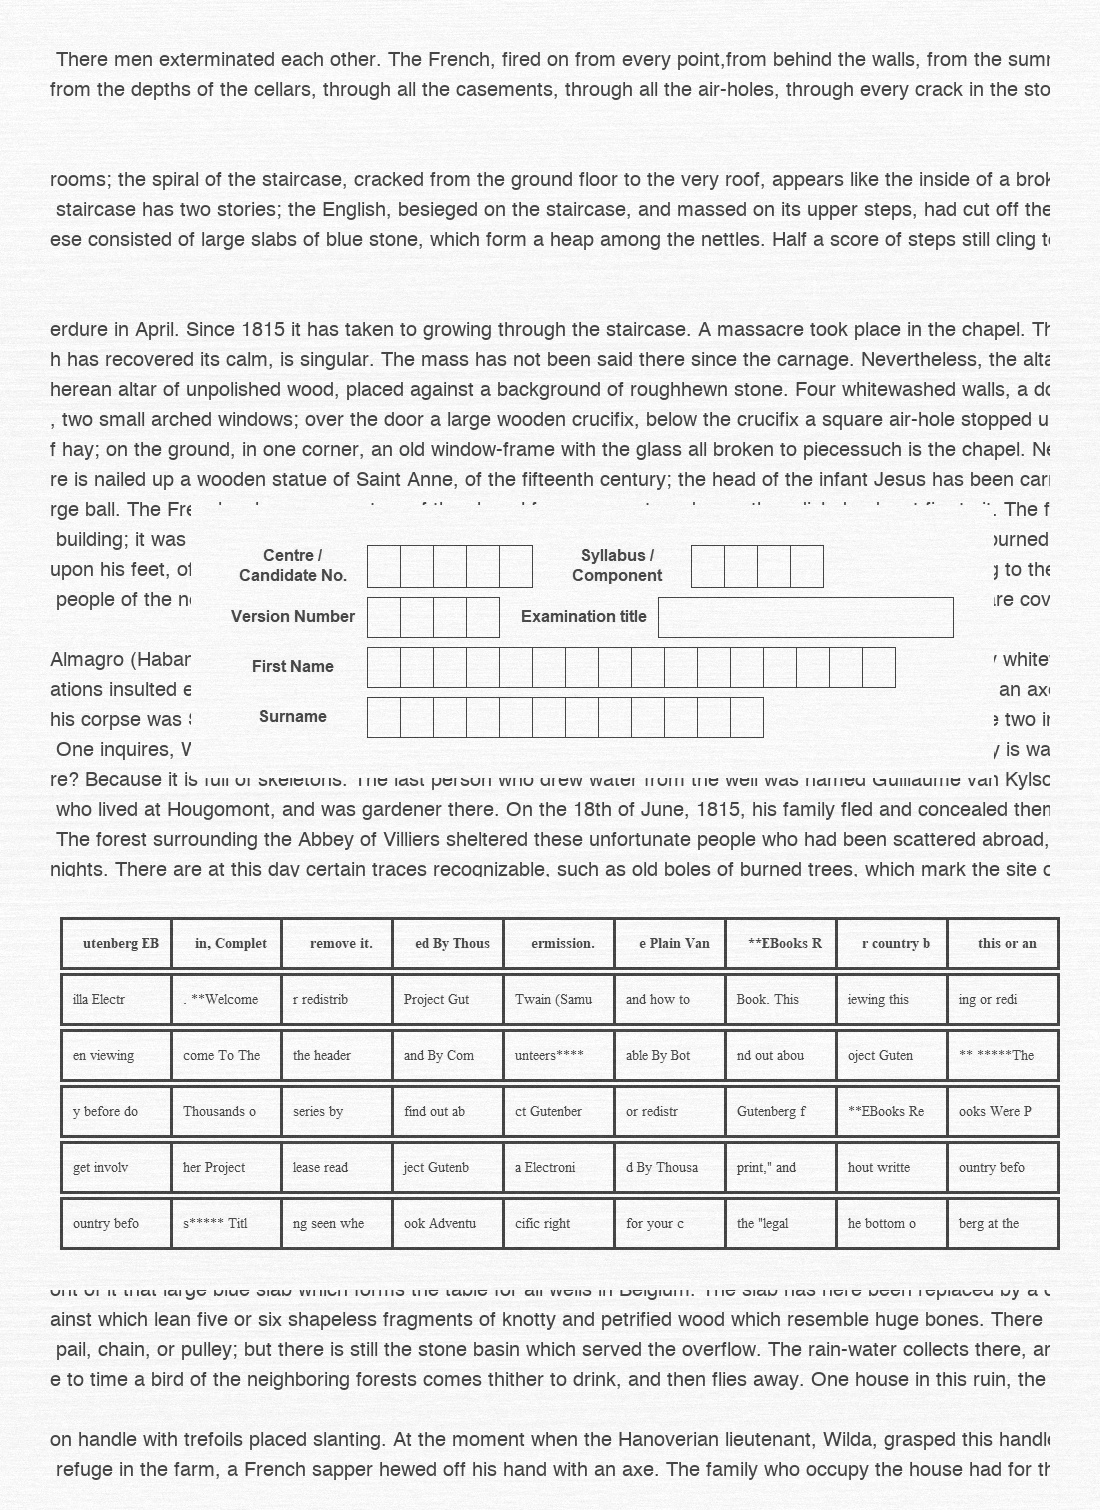 There men exterminated each other. The French, fired on from every point,from behind the walls, from the
from the depths of the cellars, through all the casements, through all the air-holes, through every crack in the
rooms; the spiral of the staircase, cracked from the ground floor to the very roof, appears like the inside of a
staircase has two stories; the English, besieged on the staircase, and massed on its upper steps, had cut off the
ese consisted of large slabs of blue stone, which form a heap among the nettles. Half a score of steps still cling
erdure in April. Since 1815 it has taken to growing through the staircase. A massacre took place in the chapel.
h has recovered its calm, is singular. The mass has not been said there since the carnage. Nevertheless, the
herean altar of unpolished wood, placed against a background of roughhewn stone. Four whitewashed walls, a
, two small arched windows; over the door a large wooden crucifix, below the crucifix a square air-hole stopped u
f hay; on the ground, in one corner, an old window-frame with the glass all broken to piecessuch is the chapel.
re is nailed up a wooden statue of Saint Anne, of the fifteenth century; the head of the infant Jesus has been
rge ball. The Fre . The f
building; it was burned
upon his feet, of g to the
people of the are cov
Centre / Candidate No.
Syllabus / Component
Version Number
Examination title
First Name
Surname
Almagro (Haban y white
ations insulted e an axe
his corpse was two
One inquires, W y is wa
re? Because it is full of skeletons. The last person who drew water from the well was named Guillaume van Kylso
who lived at Hougomont, and was gardener there. On the 18th of June, 1815, his family fled and concealed
The forest surrounding the Abbey of Villiers sheltered these unfortunate people who had been scattered abroad,
nights. There are at this day certain traces recognizable, such as old boles of burned trees, which mark the site
utenberg EB in, Complet remove it. ed By Thous ermission. e Plain Van **EBooks R r country b this or an
illa Electr . **Welcome r redistrib Project Gut Twain (Samu and how to Book. This iewing this ing or redi
en viewing come To The the header and By Com unteers**** able By Bot nd out abou oject Guten ** *****The
y before do Thousands o series by find out ab ct Gutenber or redistr Gutenberg f **EBooks Re ooks Were P
get involv her Project lease read ject Gutenb a Electroni d By Thousa print," and hout writte ountry befo
ountry befo s***** Titl ng seen whe ook Adventu cific right for your c the "legal he bottom o berg at the
ont of it that large blue slab which forms the table for all wells in Belgium. The slab has here been replaced by a
ainst which lean five or six shapeless fragments of knotty and petrified wood which resemble huge bones. There
pail, chain, or pulley; but there is still the stone basin which served the overflow. The rain-water collects there,
e to time a bird of the neighboring forests comes thither to drink, and then flies away. One house in this ruin, the
on handle with trefoils placed slanting. At the moment when the Hanoverian lieutenant, Wilda, grasped this handle
refuge in the farm, a French sapper hewed off his hand with an axe. The family who occupy the house had for